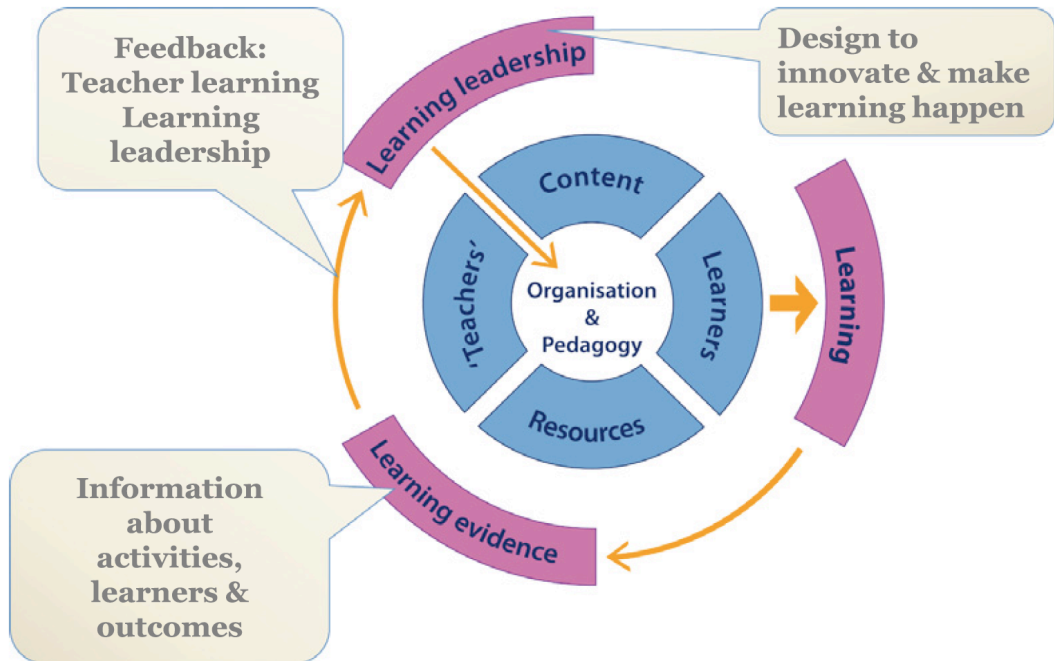 Feedback:
Teacher learning
Learning
leadership
Learning leadership
Design to
innovate & make
learning happen
Content
'Teachers'
Learners
Organisation
&
Pedagogy
Resources
Learning
Learning evidence
Information
about
activities,
learners &
outcomes